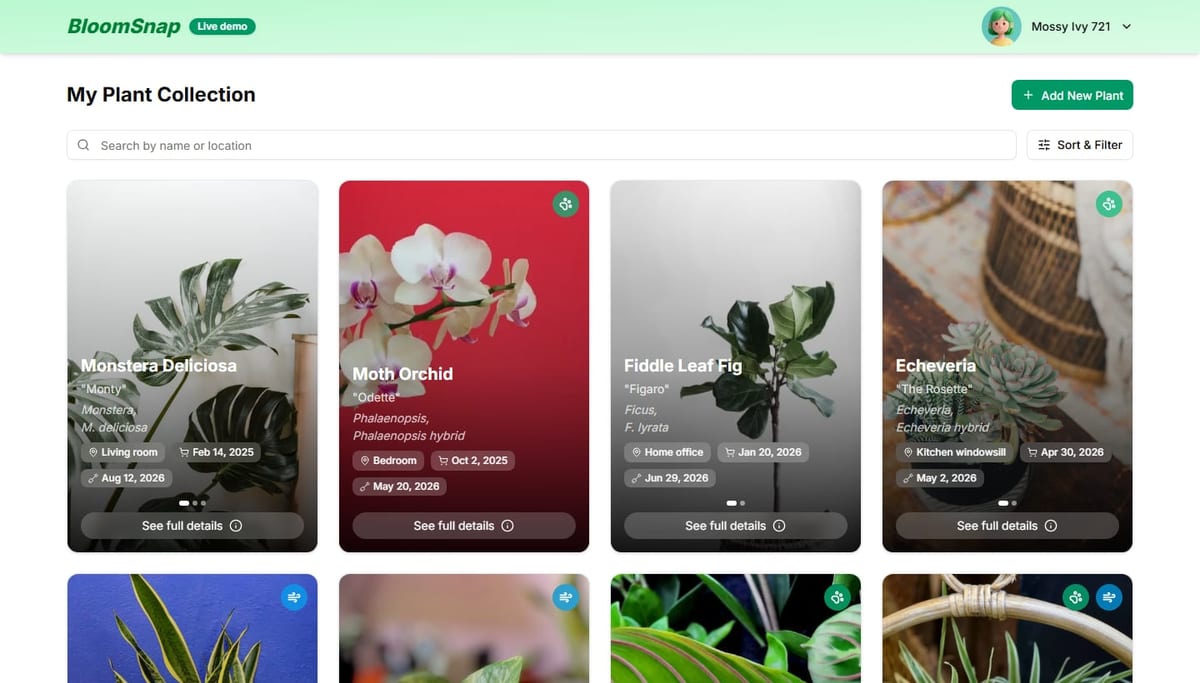 BloomSnap
Live demo
Mossy Ivy 721
My Plant Collection
Add New Plant
Search by name or location
Sort & Filter
Monstera Deliciosa
"Monty"
Monstera,
M. deliciosa
Living room
Feb 14, 2025
Aug 12, 2026
See full details
Moth Orchid
"Odette"
Phalaenopsis,
Phalaenopsis hybrid
Bedroom
Oct 2, 2025
May 20, 2026
See full details
Fiddle Leaf Fig
"Figaro"
Ficus,
F. lyrata
Home office
Jan 20, 2026
Jun 29, 2026
See full details
Echeveria
"The Rosette"
Echeveria,
Echeveria hybrid
Kitchen windowsill
Apr 30, 2026
May 2, 2026
See full details